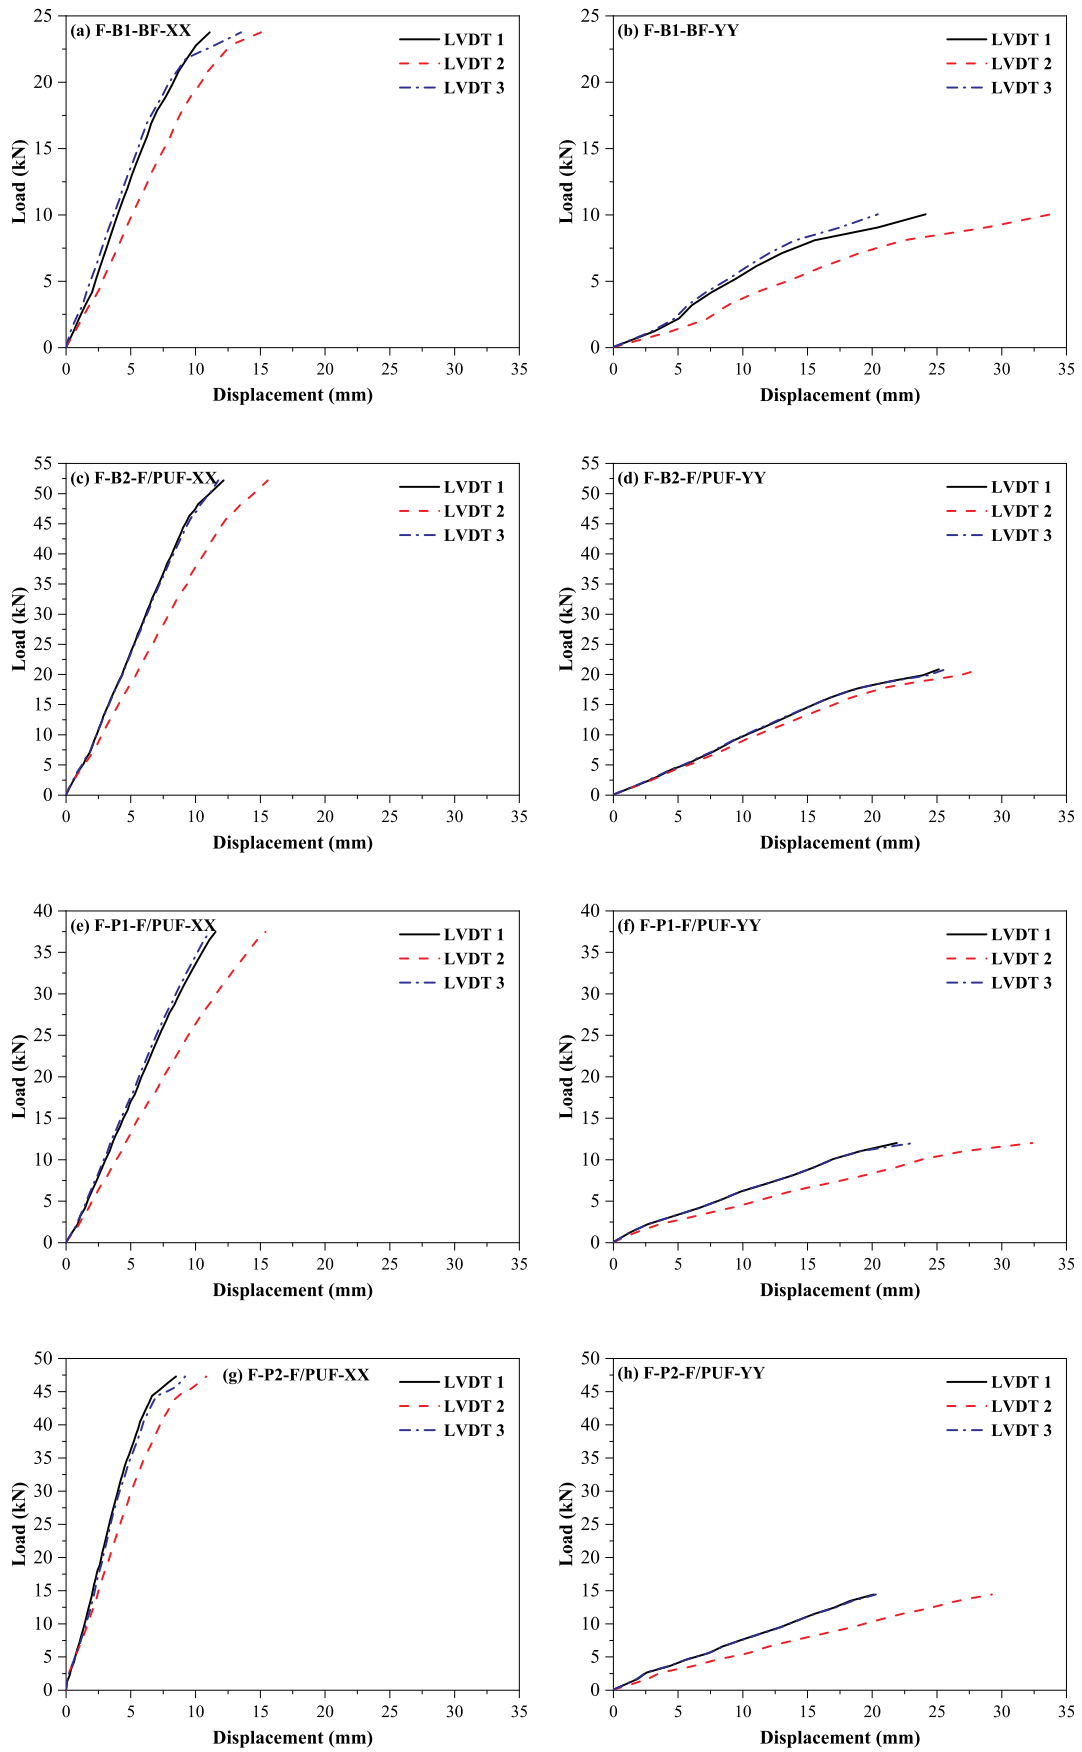 (a) F-B1-BF-XX
LVDT 1
LVDT 2
LVDT 3
Load (kN)
25
20
15
10
5
0
0 5 10 15 20 25 30 35
Displacement (mm)
(b) F-B1-BF-YY
LVDT 1
LVDT 2
LVDT 3
Load (kN)
25
20
15
10
5
0
0 5 10 15 20 25 30 35
Displacement (mm)
(c) F-B2-F/PUF-XX
LVDT 1
LVDT 2
LVDT 3
Load (kN)
55
50
45
40
35
30
25
20
15
10
5
0
0 5 10 15 20 25 30 35
Displacement (mm)
(d) F-B2-F/PUF-YY
LVDT 1
LVDT 2
LVDT 3
Load (kN)
55
50
45
40
35
30
25
20
15
10
5
0
0 5 10 15 20 25 30 35
Displacement (mm)
(e) F-P1-F/PUF-XX
LVDT 1
LVDT 2
LVDT 3
Load (kN)
40
35
30
25
20
15
10
5
0
0 5 10 15 20 25 30 35
Displacement (mm)
(f) F-P1-F/PUF-YY
LVDT 1
LVDT 2
LVDT 3
Load (kN)
40
35
30
25
20
15
10
5
0
0 5 10 15 20 25 30 35
Displacement (mm)
(g) F-P2-F/PUF-XX
LVDT 1
LVDT 2
LVDT 3
Load (kN)
50
45
40
35
30
25
20
15
10
5
0
0 5 10 15 20 25 30 35
Displacement (mm)
(h) F-P2-F/PUF-YY
LVDT 1
LVDT 2
LVDT 3
Load (kN)
50
45
40
35
30
25
20
15
10
5
0
0 5 10 15 20 25 30 35
Displacement (mm)